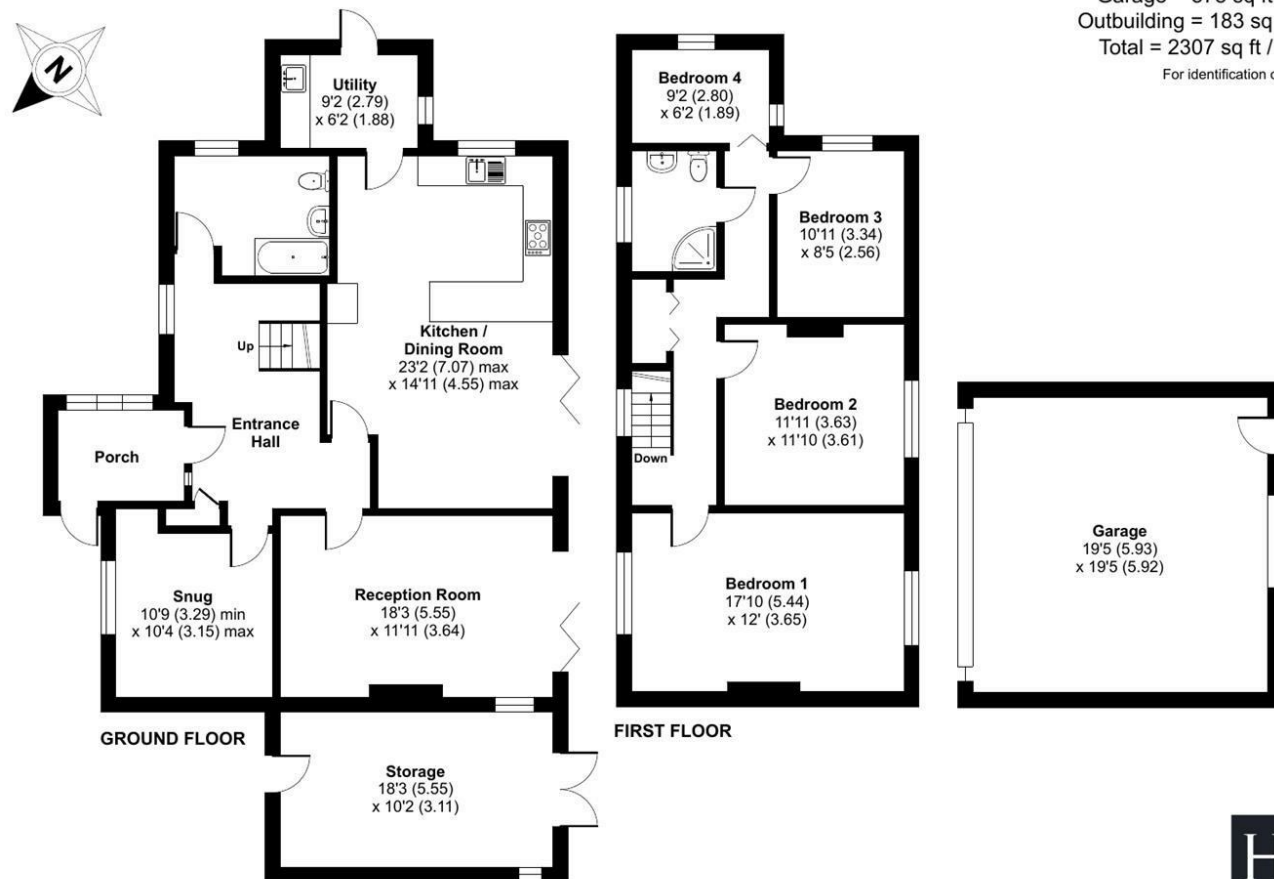 N
Outbuilding = 183 sq
Total = 2307 sq ft /
For identification
Utility
9'2 (2.79)
x 6'2 (1.88)
Kitchen /
Dining Room
23'2 (7.07) max
x 14'11 (4.55) max
Up
Entrance
Hall
Porch
Snug
10'9 (3.29) min
x 10'4 (3.15) max
Reception Room
18'3 (5.55)
x 11'11 (3.64)
GROUND FLOOR
Storage
18'3 (5.55)
x 10'2 (3.11)
Bedroom 4
9'2 (2.80)
x 6'2 (1.89)
Bedroom 3
10'11 (3.34)
x 8'5 (2.56)
Bedroom 2
11'11 (3.63)
x 11'10 (3.61)
Down
Bedroom 1
17'10 (5.44)
x 12' (3.65)
FIRST FLOOR
Garage
19'5 (5.93)
x 19'5 (5.92)
H